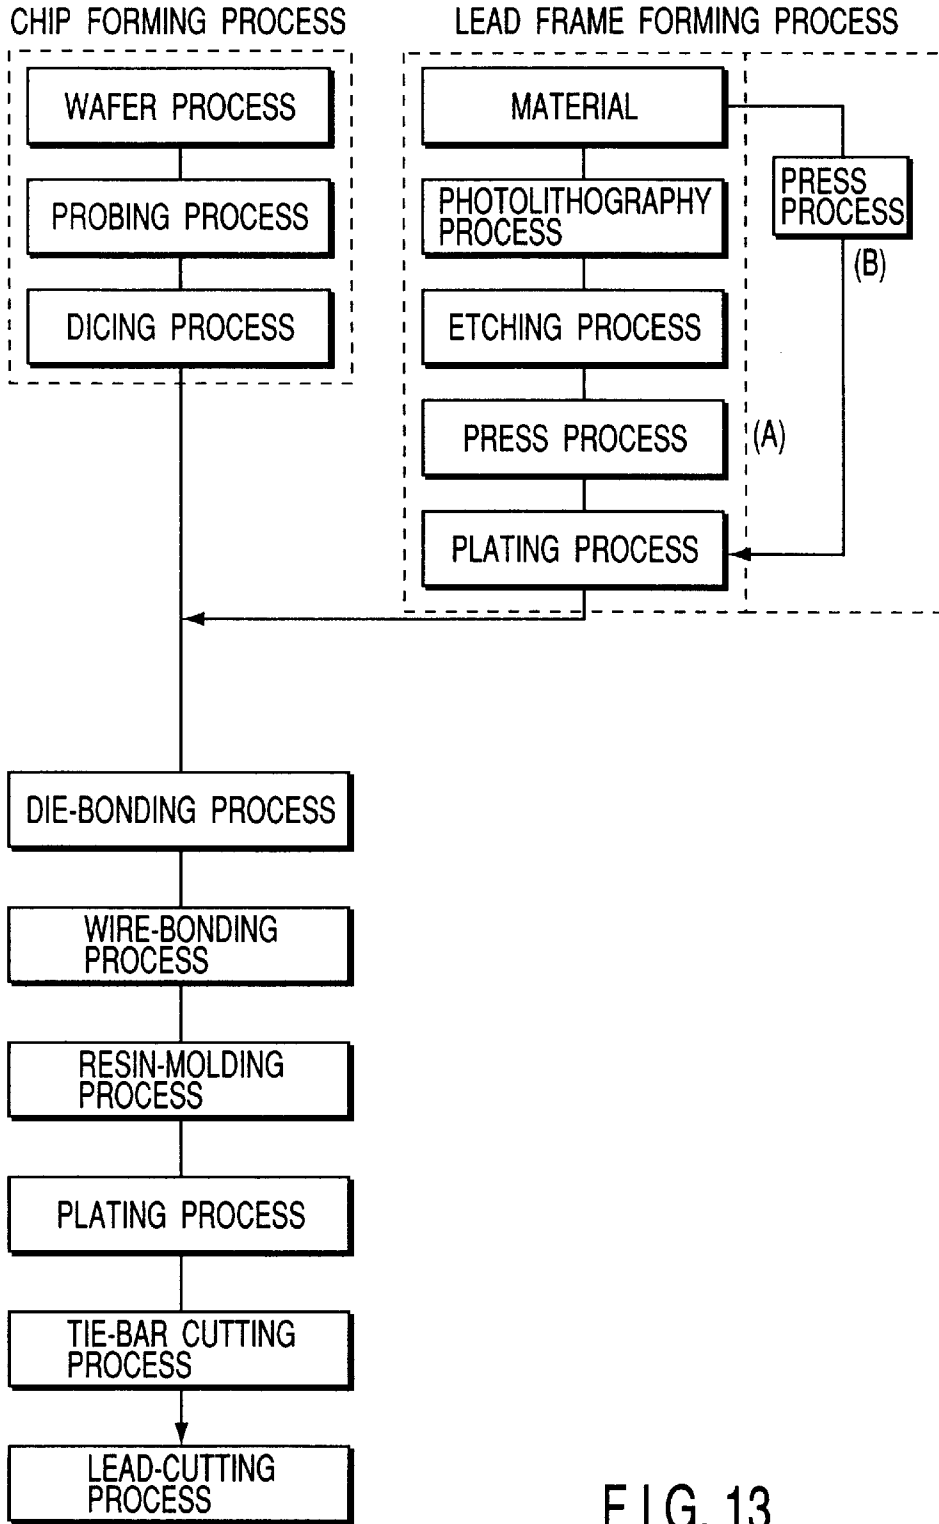 CHIP FORMING PROCESS
WAFER PROCESS
PROBING PROCESS
DICING PROCESS
LEAD FRAME FORMING PROCESS
MATERIAL
PHOTOLITHOGRAPHY
PROCESS
ETCHING PROCESS
PRESS PROCESS
PLATING PROCESS
(A)
PRESS
PROCESS
(B)
DIE-BONDING PROCESS
WIRE-BONDING
PROCESS
RESIN-MOLDING
PROCESS
PLATING PROCESS
TIE-BAR CUTTING
PROCESS
LEAD-CUTTING
PROCESS
FIG. 13